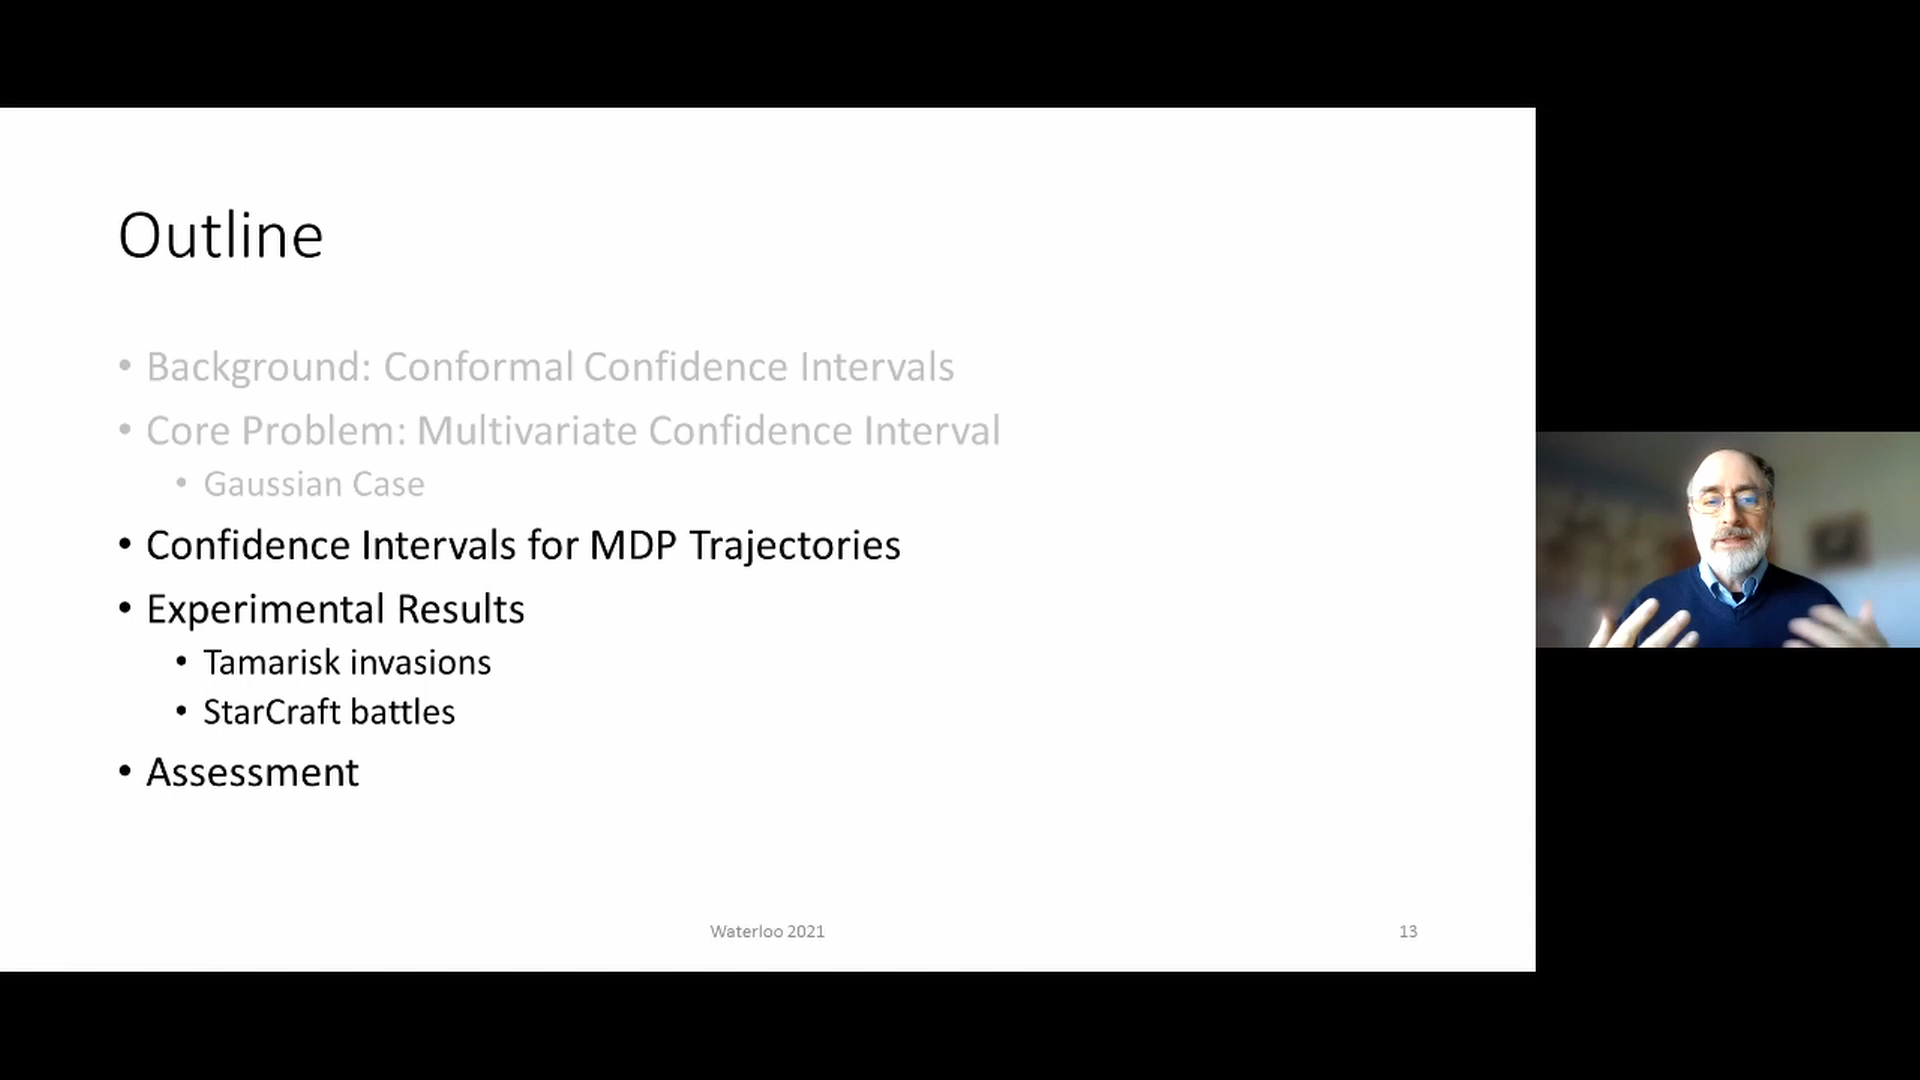 Outline
• Background: Conformal Confidence Intervals
• Core Problem: Multivariate Confidence Interval
• Gaussian Case
• Confidence Intervals for MDP Trajectories
• Experimental Results
• Tamarisk invasions
• StarCraft battles
• Assessment
Waterloo 2021
13